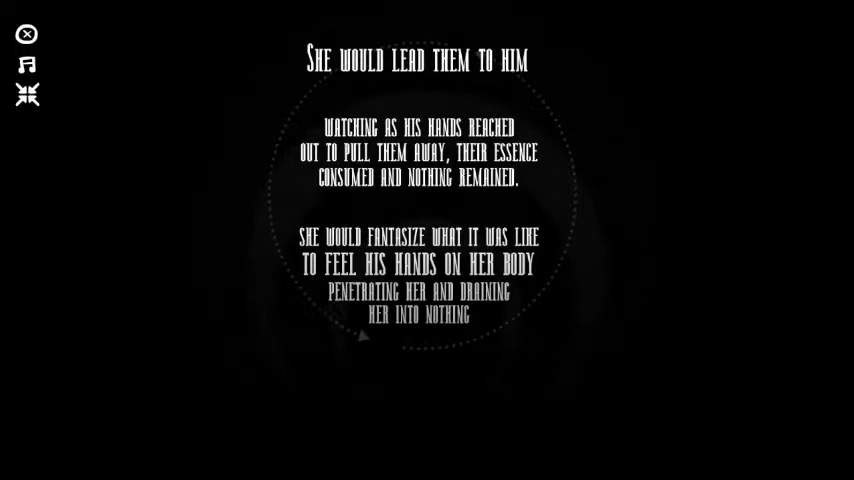 She would lead them to him
watching as his hands reached
out to pull them away, their essence
consumed and nothing remained.
she would fantasize what it was like
to feel his hands on her body
penetrating her and draining
her into nothing